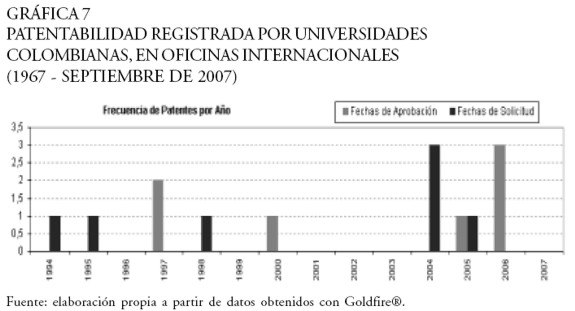 GRÁFICA 7
PATENTABILIDAD REGISTRADA POR UNIVERSIDADES
COLOMBIANAS, EN OFICINAS INTERNACIONALES
(1967 - SEPTIEMBRE DE 2007)
Frecuencia de Patentes por Año
Fechas de Aprobación
Fechas de Solicitud
3,5
3
2,5
2
1,5
1
0,5
0
1994
1995
1996
1997
1998
1999
2000
2001
2002
2003
2004
2005
2006
2007
Fuente: elaboración propia a partir de datos obtenidos con Goldfire®.